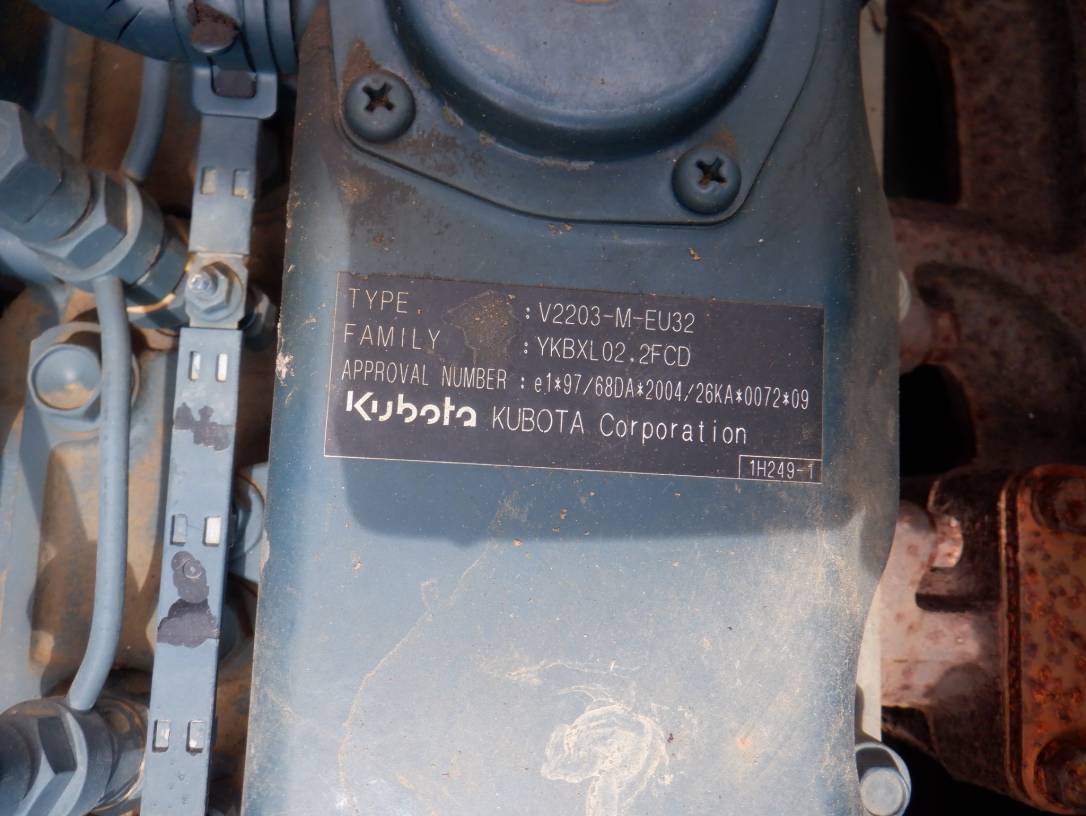 TYPE : V2203-M-EU32
FAMILY : YKBXL02.2FCD
APPROVAL NUMBER : e1*97/68DA*2004/26KA*0072*09
Kubota KUBOTA Corporation
1H249-1